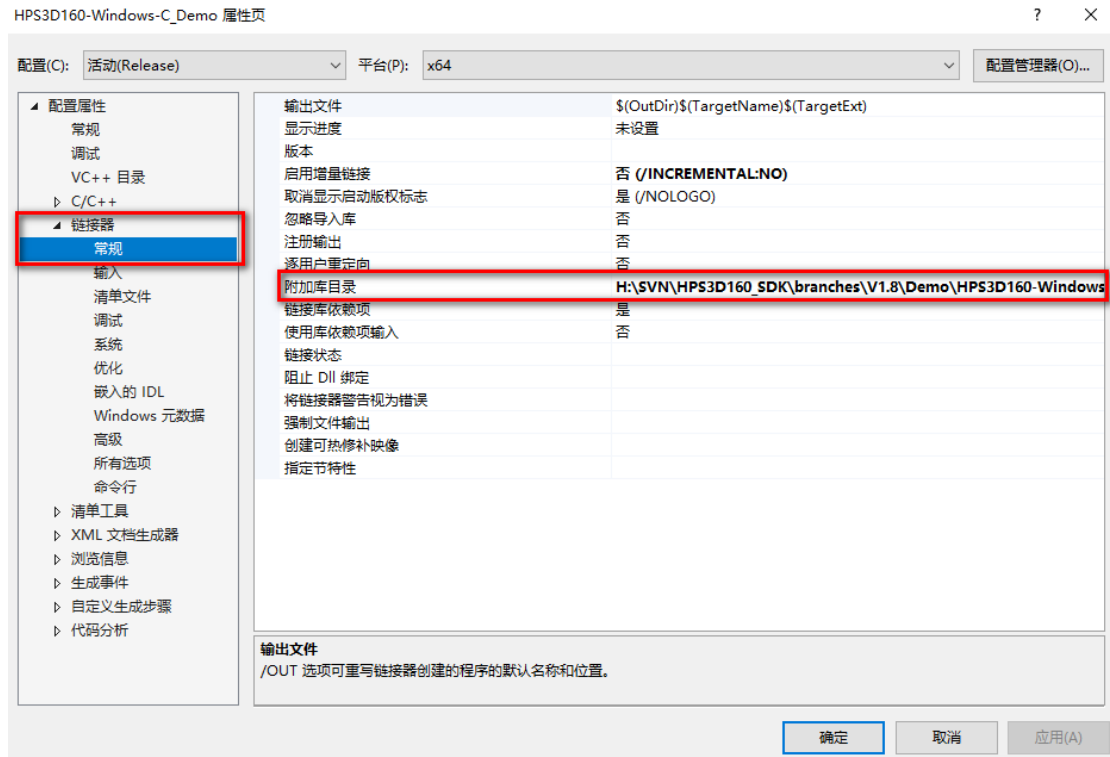 HPS3D160-Windows-C_Demo 属性页 ?
配置(C): 活动(Release) 平台(P): x64 配置管理器(O)...
配置属性
常规
调试
VC++ 目录
C/C++
链接器
常规
输入
清单文件
调试
系统
优化
嵌入的 IDL
Windows 元数据
高级
所有选项
命令行
清单工具
XML 文档生成器
浏览信息
生成事件
自定义生成步骤
代码分析
输出文件 $(OutDir)$(TargetName)$(TargetExt)
显示进度 未设置
版本
启用增量链接 否 (/INCREMENTAL:NO)
取消显示启动版权标志 是 (/NOLOGO)
忽略导入库 否
注册输出 否
逐用户重定向 否
附加库目录 H:\SVN\HPS3D160_SDK\branches\V1.8\Demo\HPS3D160-Windows
链接库依赖项 是
使用库依赖项输入 否
链接状态
阻止 Dll 绑定
将链接器警告视为错误
强制文件输出
创建可热修补映像
指定节特性
输出文件
/OUT 选项可重写链接器创建的程序的默认名称和位置。
确定 取消 应用(A)